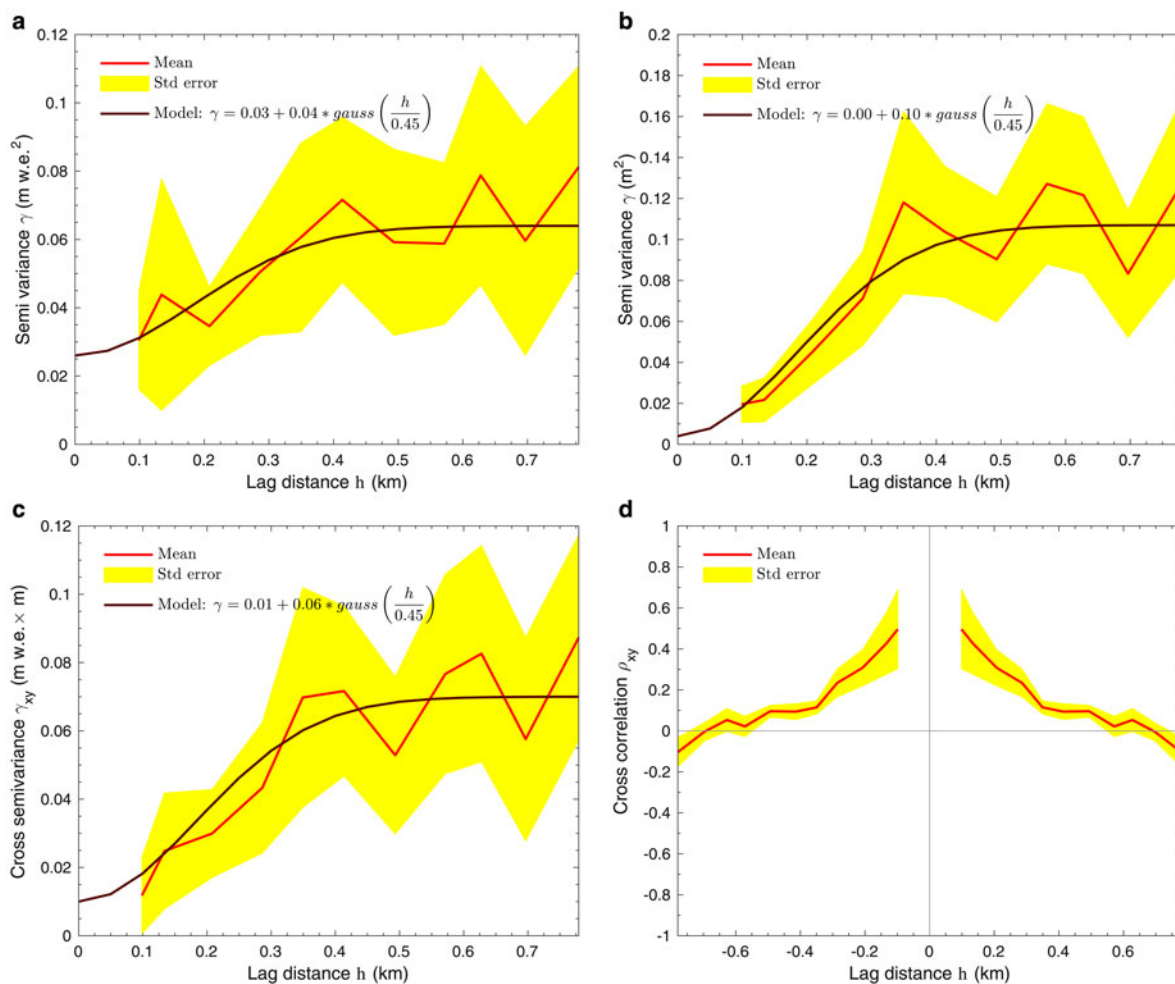 a
0.12
0.1
0.08
0.06
0.04
0.02
0
Semi variance γ (m w.e.²)
Mean
Std error
Model: γ = 0.03 + 0.04 * gauss (h/0.45)
0 0.1 0.2 0.3 0.4 0.5 0.6 0.7
Lag distance h (km)
b
0.2
0.18
0.16
0.14
0.12
0.1
0.08
0.06
0.04
0.02
0
Semi variance γ (m²)
Mean
Std error
Model: γ = 0.00 + 0.10 * gauss (h/0.45)
0 0.1 0.2 0.3 0.4 0.5 0.6 0.7
Lag distance h (km)
c
0.12
0.1
0.08
0.06
0.04
0.02
0
Cross semivariance γxy (m w.e. × m)
Mean
Std error
Model: γ = 0.01 + 0.06 * gauss (h/0.45)
0 0.1 0.2 0.3 0.4 0.5 0.6 0.7
Lag distance h (km)
d
1
0.8
0.6
0.4
0.2
0
-0.2
-0.4
-0.6
-0.8
-1
Cross correlation ρxy
Mean
Std error
-0.6 -0.4 -0.2 0 0.2 0.4 0.6
Lag distance h (km)